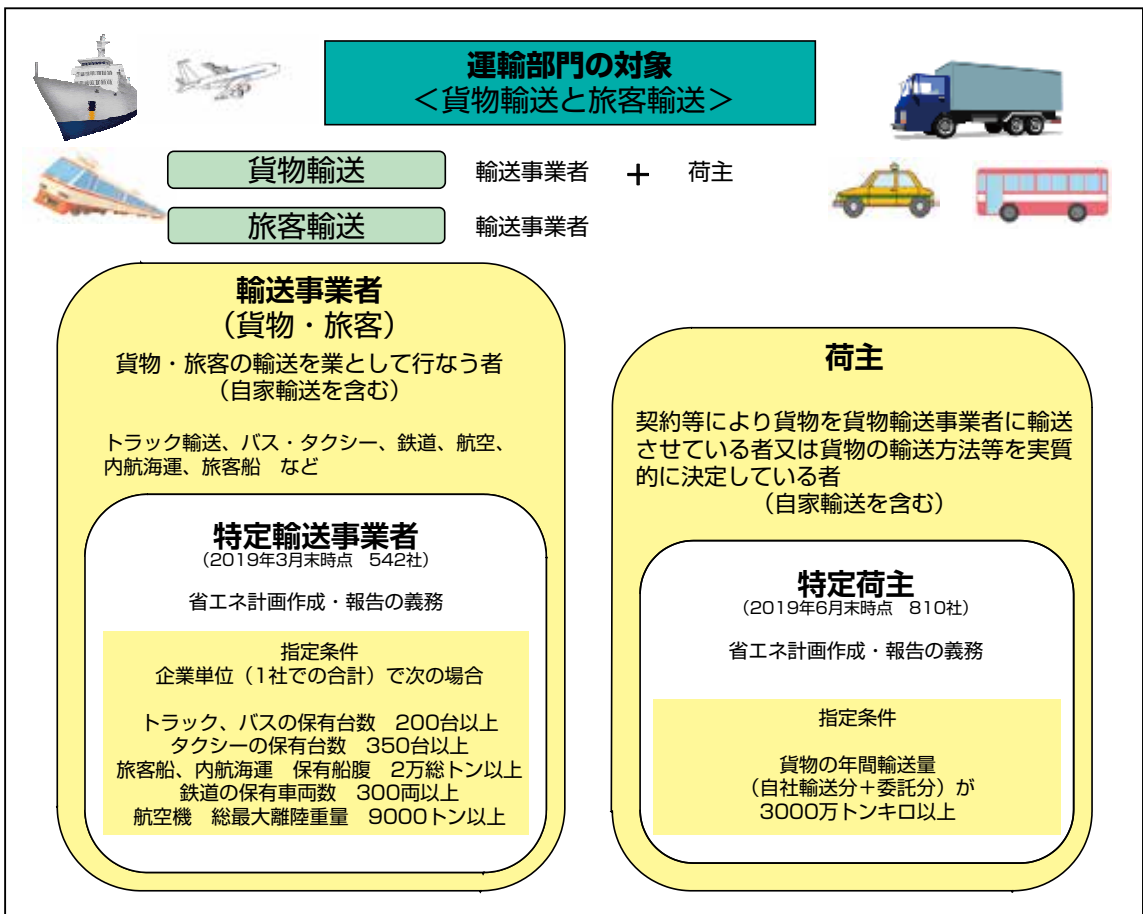 運輸部門の対象
＜貨物輸送と旅客輸送＞
貨物輸送　輸送事業者　＋　荷主
旅客輸送　輸送事業者
輸送事業者
（貨物・旅客）
貨物・旅客の輸送を業として行なう者
（自家輸送を含む）
トラック輸送、バス・タクシー、鉄道、航空、
内航海運、旅客船　など
特定輸送事業者
（2019年3月末時点　542社）
省エネ計画作成・報告の義務
指定条件
企業単位（1社での合計）で次の場合
トラック、バスの保有台数　200台以上
タクシーの保有台数　350台以上
旅客船、内航海運　保有船腹　2万総トン以上
鉄道の保有車両数　300両以上
航空機　総最大離陸重量　9000トン以上
荷主
契約等により貨物を貨物輸送事業者に輸送
させている者又は貨物の輸送方法等を実質
的に決定している者
（自家輸送を含む）
特定荷主
（2019年6月末時点　810社）
省エネ計画作成・報告の義務
指定条件
貨物の年間輸送量
（自社輸送分＋委託分）が
3000万トンキロ以上